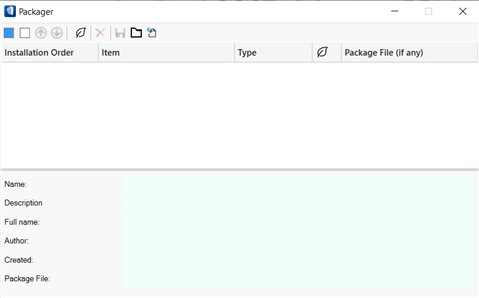 Packager
Installation Order Item Type Package File (if any)
Name:
Description
Full name:
Author:
Created:
Package File: